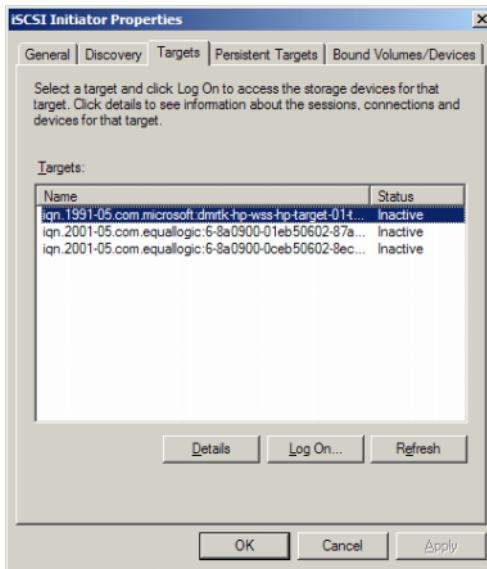 iSCSI Initiator Properties
General Discovery Targets Persistent Targets Bound Volumes/Devices
Select a target and click Log On to access the storage devices for that
target. Click details to see information about the sessions, connections and
devices for that target.
Targets:
Name Status
iqn.1991-05.com.microsoft:dmrtk-hp-wss-hp-target-01-t... Inactive
iqn.2001-05.com.equallogic:6-8a0900-01eb50602-87a... Inactive
iqn.2001-05.com.equallogic:6-8a0900-0ceb50602-8ec... Inactive
Details Log On... Refresh
OK Cancel Apply